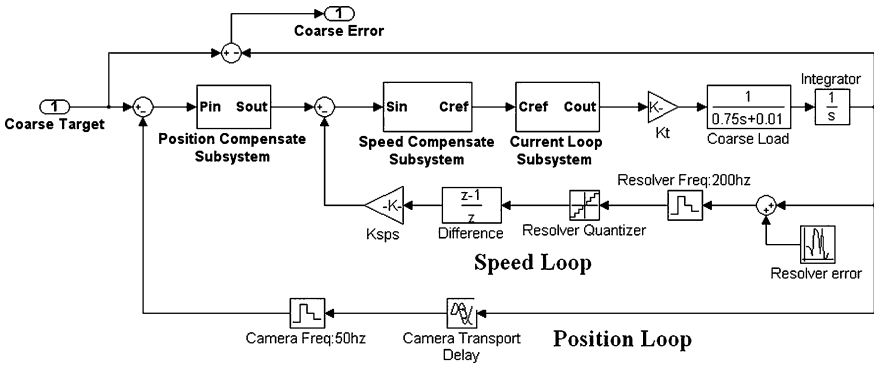 1
Coarse Error
+ -
Integrator
1
Coarse Target
+
-
Pin Sout
Position Compensate
Subsystem
+
-
Sin Cref
Speed Compensate
Subsystem
Cref Cout
Current Loop
Subsystem
K-
Kt
1
0.75s+0.01
Coarse Load
1
s
-K-
Ksps
z-1
z
Difference
Resolver Quantizer
Resolver Freq:200hz
+
+
Resolver error
Speed Loop
Camera Freq:50hz
Camera Transport
Delay
Position Loop